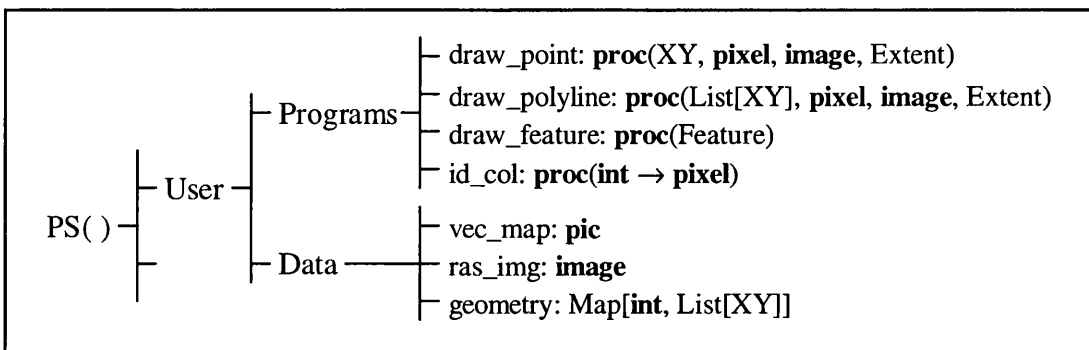 draw_point: proc(XY, pixel, image, Extent)
draw_polyline: proc(List[XY], pixel, image, Extent)
Programs
draw_feature: proc(Feature)
id_col: proc(int → pixel)
User
PS( )
vec_map: pic
Data
ras_img: image
geometry: Map[int, List[XY]]